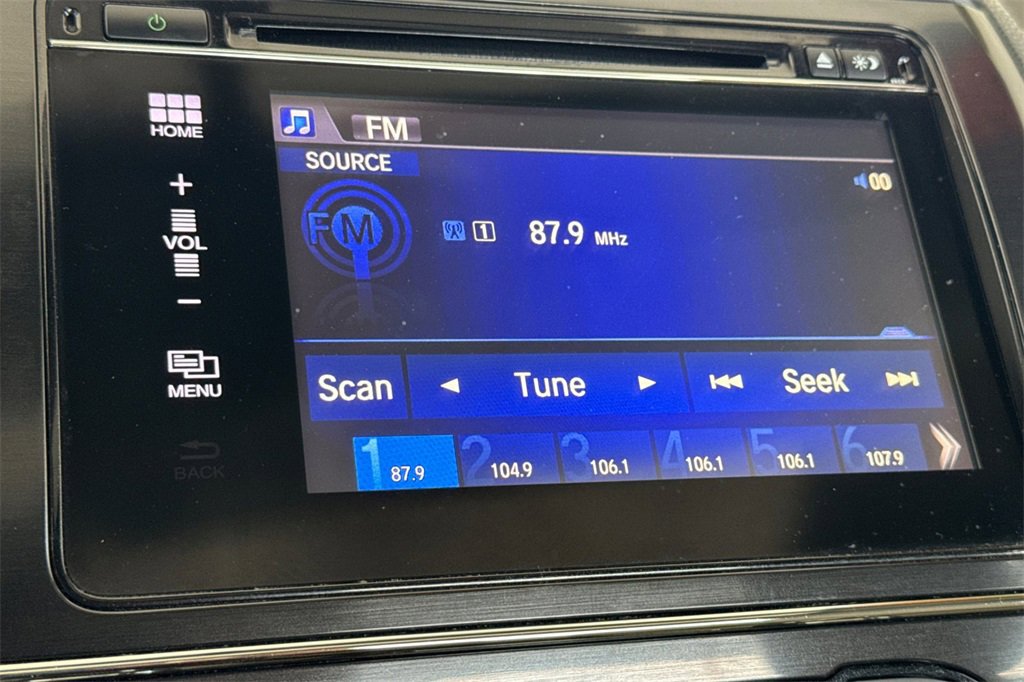 HOME
+
VOL
−
MENU
BACK
FM
SOURCE
00
FM
1 87.9 MHz
Scan ◄ Tune ► ⏮ Seek ⏭
1 87.9
2 104.9
3 106.1
4 106.1
5 106.1
6 107.9